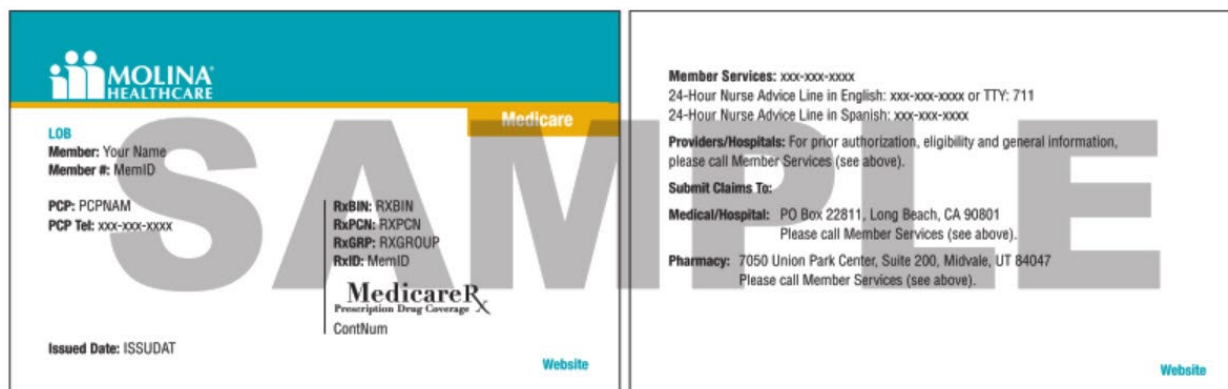 MOLINA®
HEALTHCARE
Medicare
LOB
Member: Your Name
Member #: MemID
PCP: PCPNAM
PCP Tel: xxx-xxx-xxxx
RxBIN: RXBIN
RxPCN: RXPCN
RxGRP: RXGROUP
RxID: MemID
MedicareRx
Prescription Drug Coverage
ContNum
Issued Date: ISSUDAT
Website
Member Services: xxx-xxx-xxxx
24-Hour Nurse Advice Line in English: xxx-xxx-xxxx or TTY: 711
24-Hour Nurse Advice Line in Spanish: xxx-xxx-xxxx
Providers/Hospitals: For prior authorization, eligibility and general information,
please call Member Services (see above).
Submit Claims To:
Medical/Hospital: PO Box 22811, Long Beach, CA 90801
Please call Member Services (see above).
Pharmacy: 7050 Union Park Center, Suite 200, Midvale, UT 84047
Please call Member Services (see above).
Website
SAMPLE